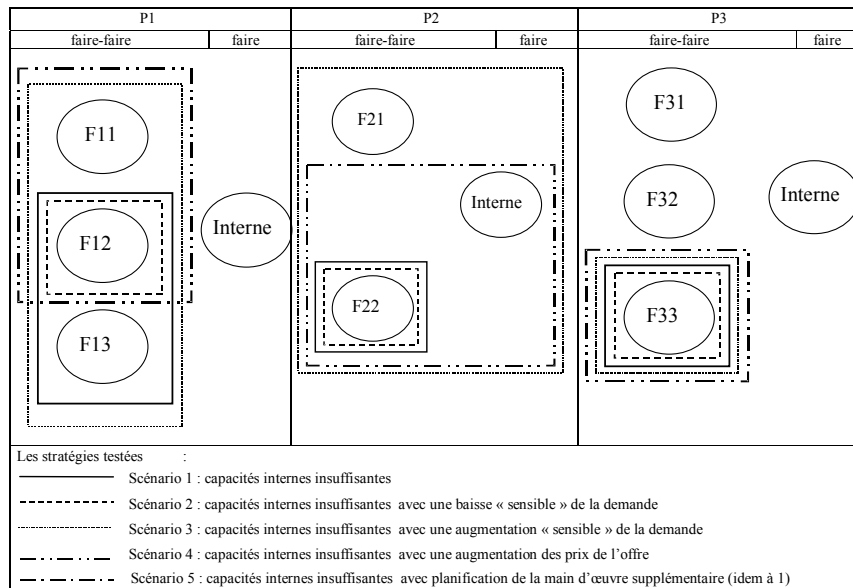 P1 P2 P3
faire-faire faire faire-faire faire faire-faire faire
F11
F12
F13
Interne
F21
Interne
F22
F31
F32
Interne
F33
Les stratégies testées :
Scénario 1 : capacités internes insuffisantes
Scénario 2 : capacités internes insuffisantes avec une baisse « sensible » de la demande
Scénario 3 : capacités internes insuffisantes avec une augmentation « sensible » de la demande
Scénario 4 : capacités internes insuffisantes avec une augmentation des prix de l'offre
Scénario 5 : capacités internes insuffisantes avec planification de la main d'œuvre supplémentaire (idem à 1)